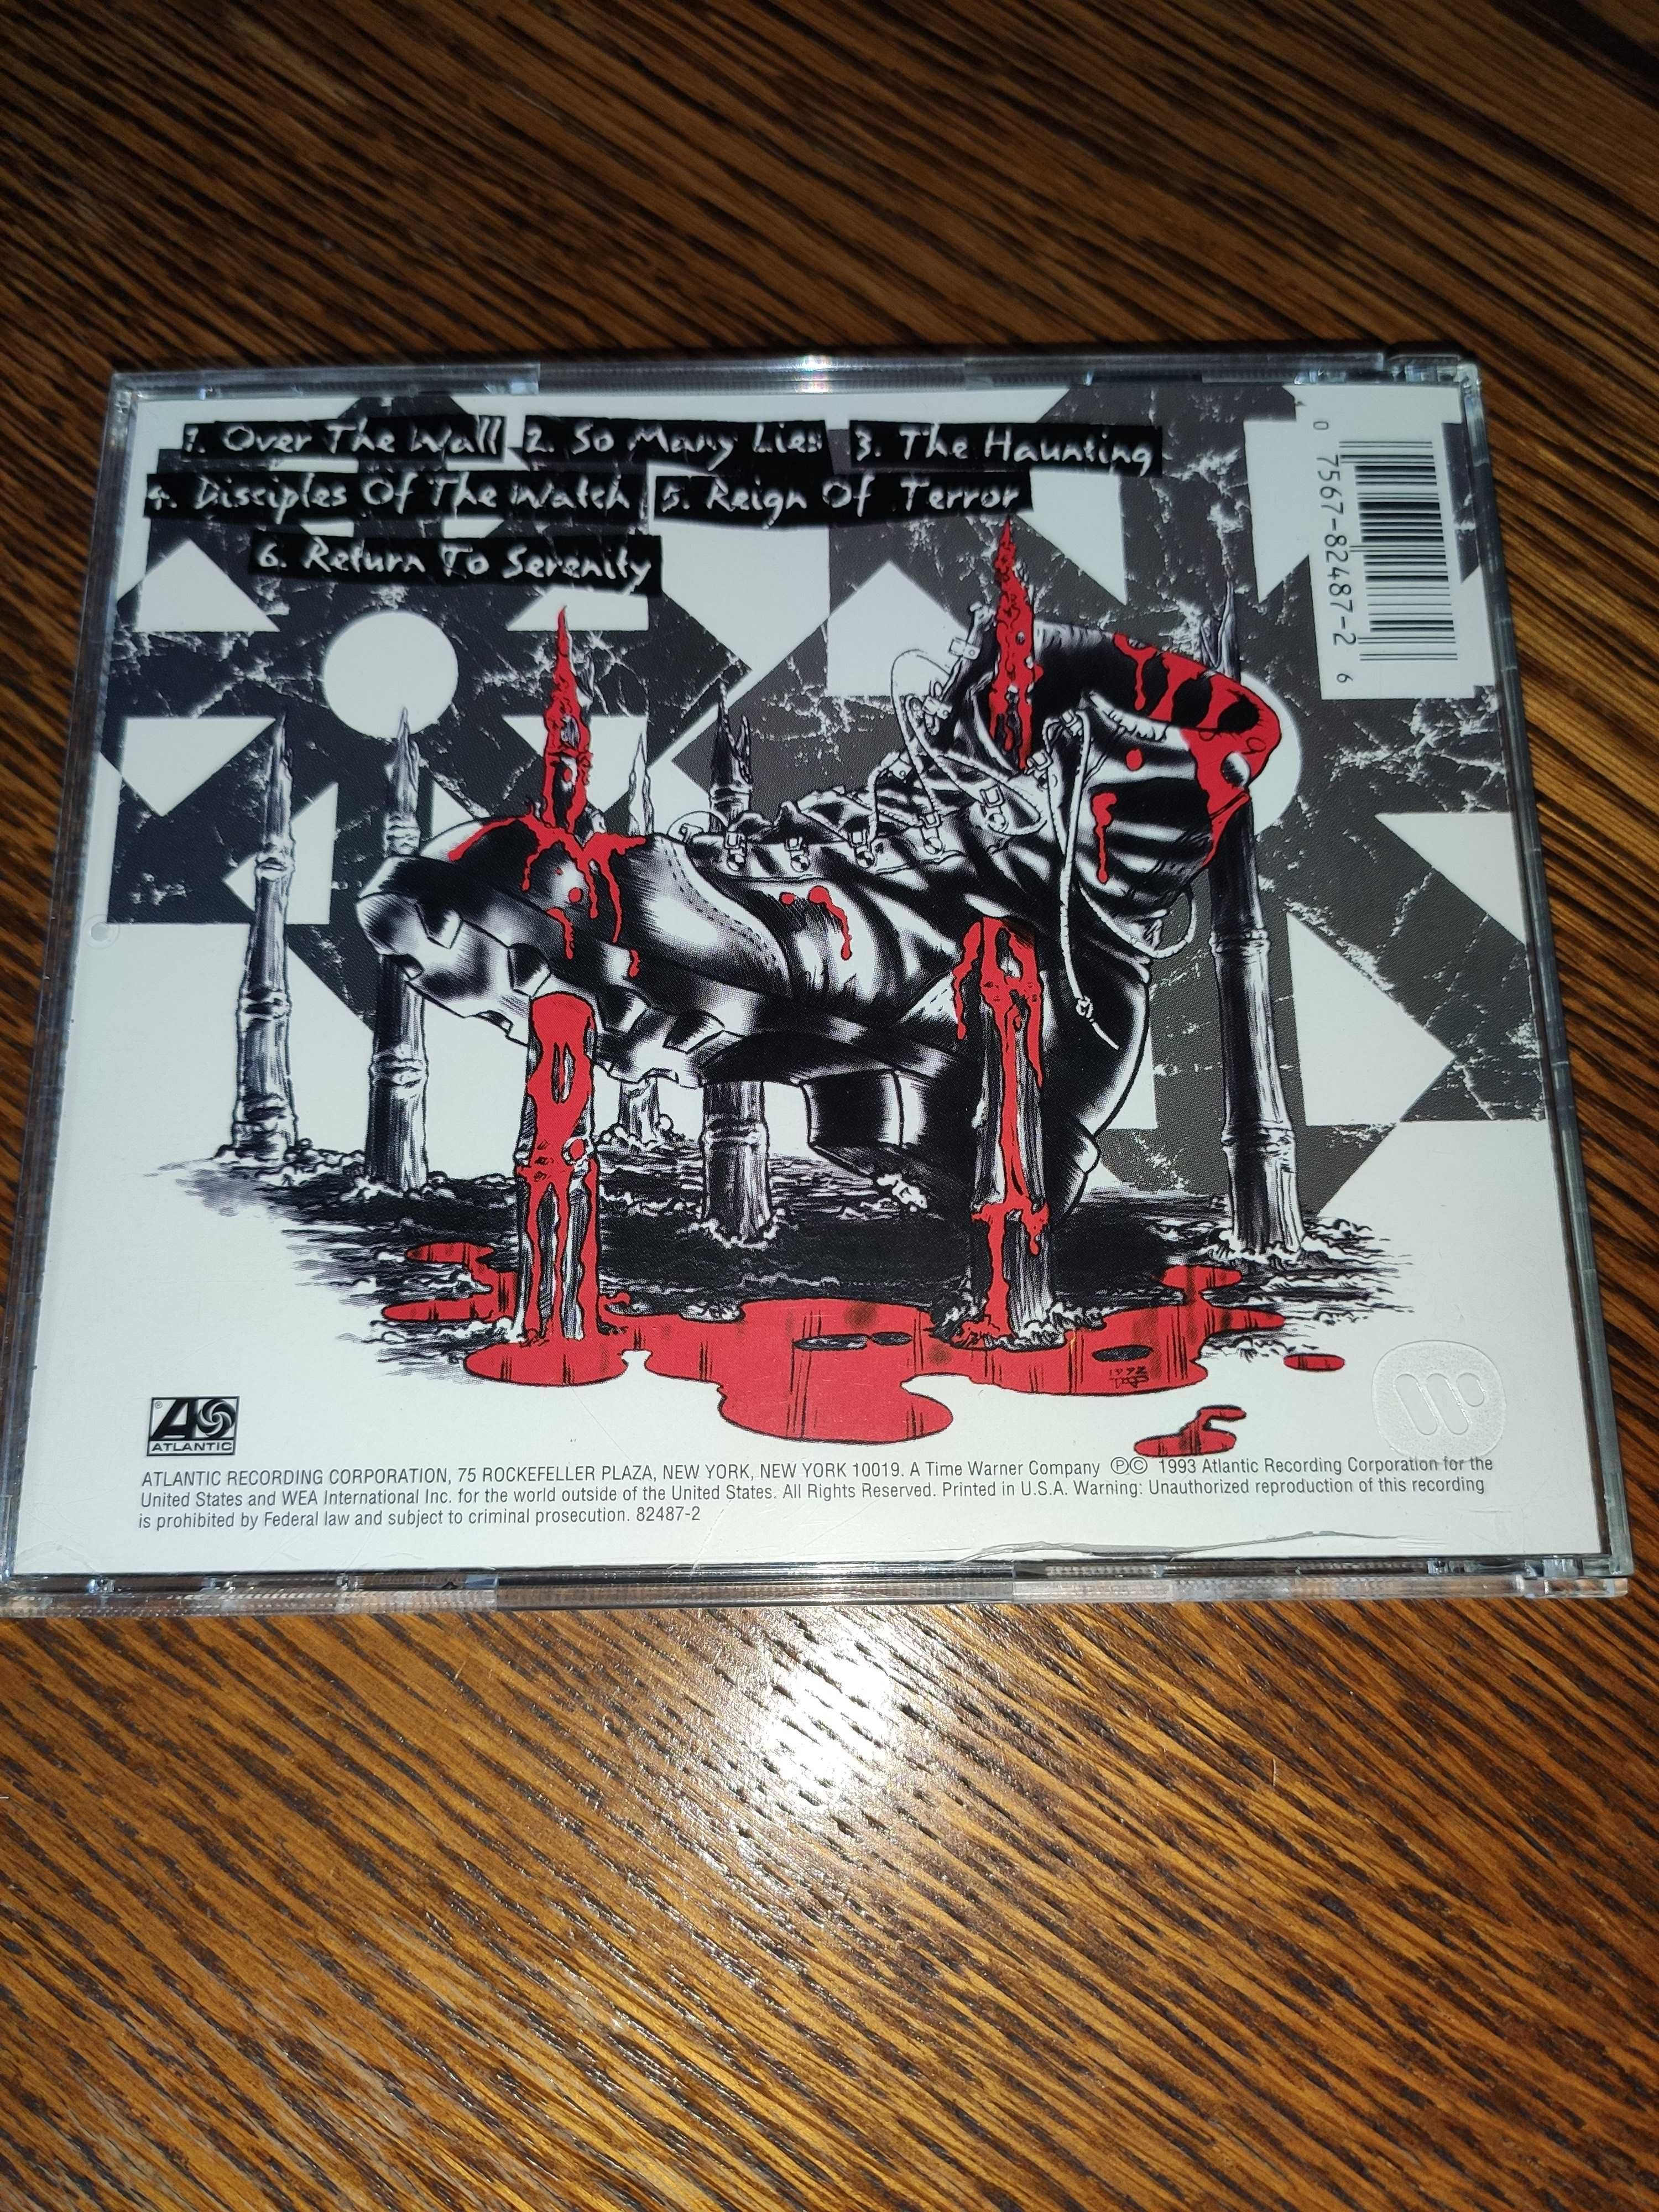 1. Over The Wall 2. So Many Lies 3. The Haunting
4. Disciples Of The Watch 5. Reign Of Terror
6. Return To Serenity
0 7567-82487-2 6
1992
ATLANTIC
ATLANTIC RECORDING CORPORATION, 75 ROCKEFELLER PLAZA, NEW YORK, NEW YORK 10019. A Time Warner Company ℗© 1993 Atlantic Recording Corporation for the
United States and WEA International Inc. for the world outside of the United States. All Rights Reserved. Printed in U.S.A. Warning: Unauthorized reproduction of this recording
is prohibited by Federal law and subject to criminal prosecution. 82487-2